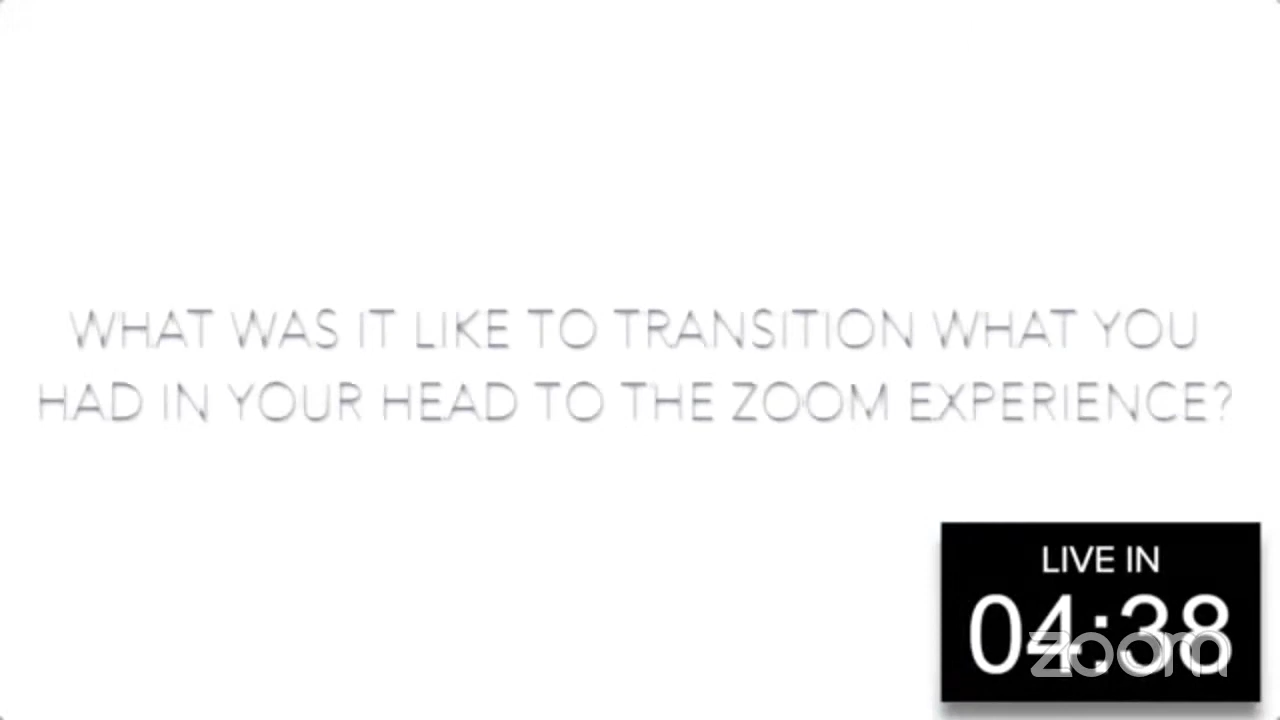 WHAT WAS IT LIKE TO TRANSITION WHAT YOU
HAD IN YOUR HEAD TO THE ZOOM EXPERIENCE?
LIVE IN
04:38
zoom